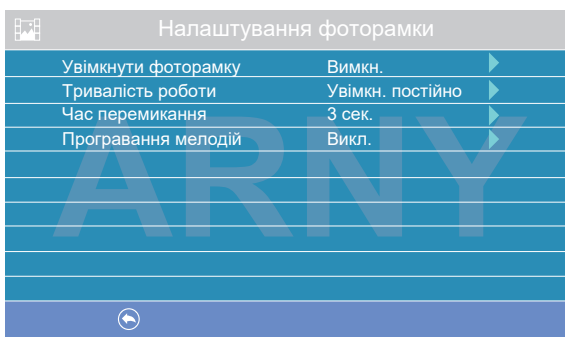 Налаштування фоторамки
Увімкнути фоторамку Вимкн.
Тривалість роботи Увімкн. постійно
Час перемикання 3 сек.
Програвання мелодій Викл.
ARNY